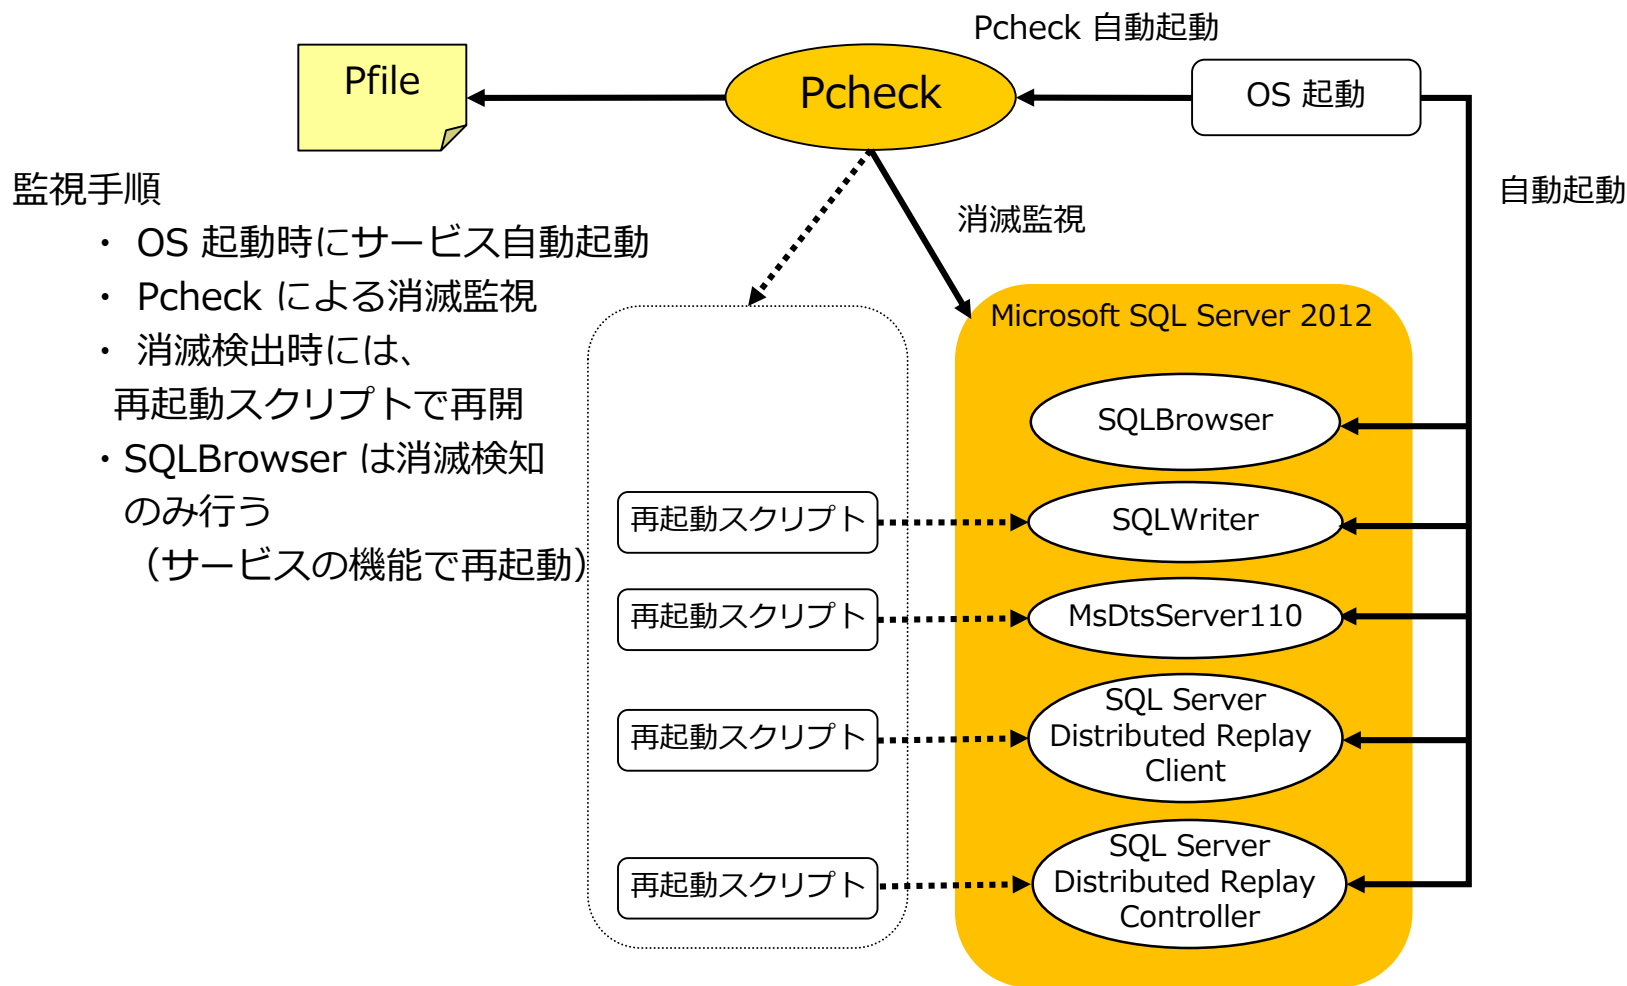 Pcheck 自動起動
Pfile
Pcheck
OS 起動
監視手順
・ OS 起動時にサービス自動起動
・ Pcheck による消滅監視
・ 消滅検出時には、
再起動スクリプトで再開
・SQLBrowser は消滅検知
のみ行う
（サービスの機能で再起動）
消滅監視
自動起動
Microsoft SQL Server 2012
SQLBrowser
再起動スクリプト
SQLWriter
再起動スクリプト
MsDtsServer110
再起動スクリプト
SQL Server
Distributed Replay
Client
再起動スクリプト
SQL Server
Distributed Replay
Controller